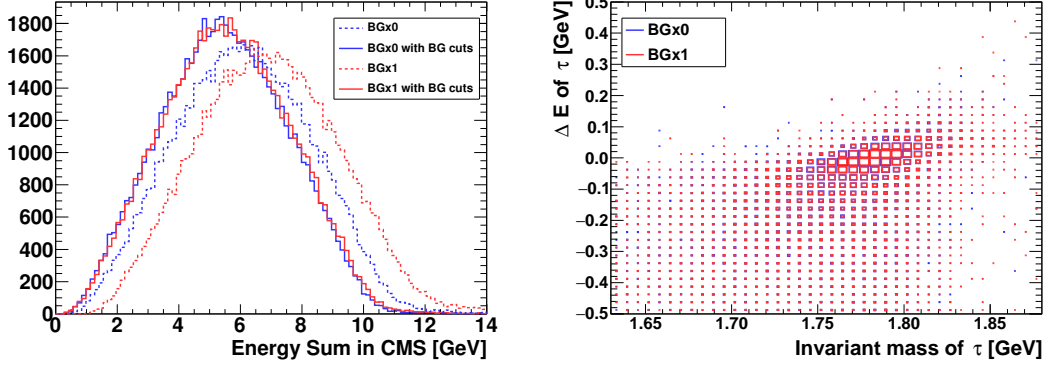 1800
1600
1400
1200
1000
800
600
400
200
0
0 2 4 6 8 10 12 14
Energy Sum in CMS [GeV]
BGx0
BGx0 with BG cuts
BGx1
BGx1 with BG cuts
Δ E of τ [GeV]
0.5
0.4
0.3
0.2
0.1
0.0
−0.1
−0.2
−0.3
−0.4
−0.5
1.65 1.70 1.75 1.80 1.85
Invariant mass of τ [GeV]
BGx0
BGx1